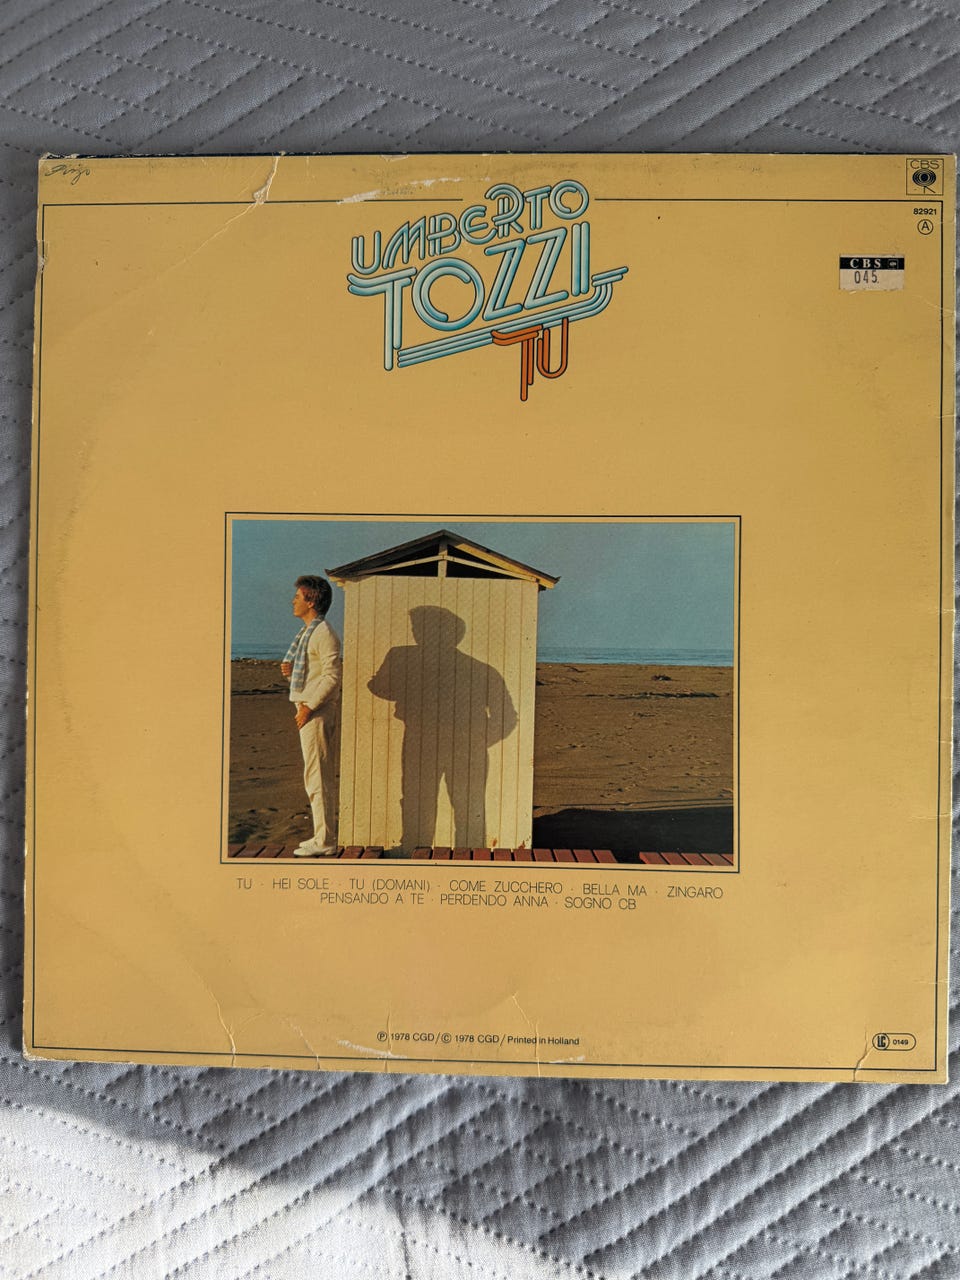 CBS
82921
A
UMBERTO
TOZZI
TU
CBS
045
TU · HEI SOLE · TU (DOMANI) · COME ZUCCHERO · BELLA MA · ZINGARO
PENSANDO A TE · PERDENDO ANNA · SOGNO CB
Ⓟ 1978 CGD/© 1978 CGD/Printed in Holland
LC 0149